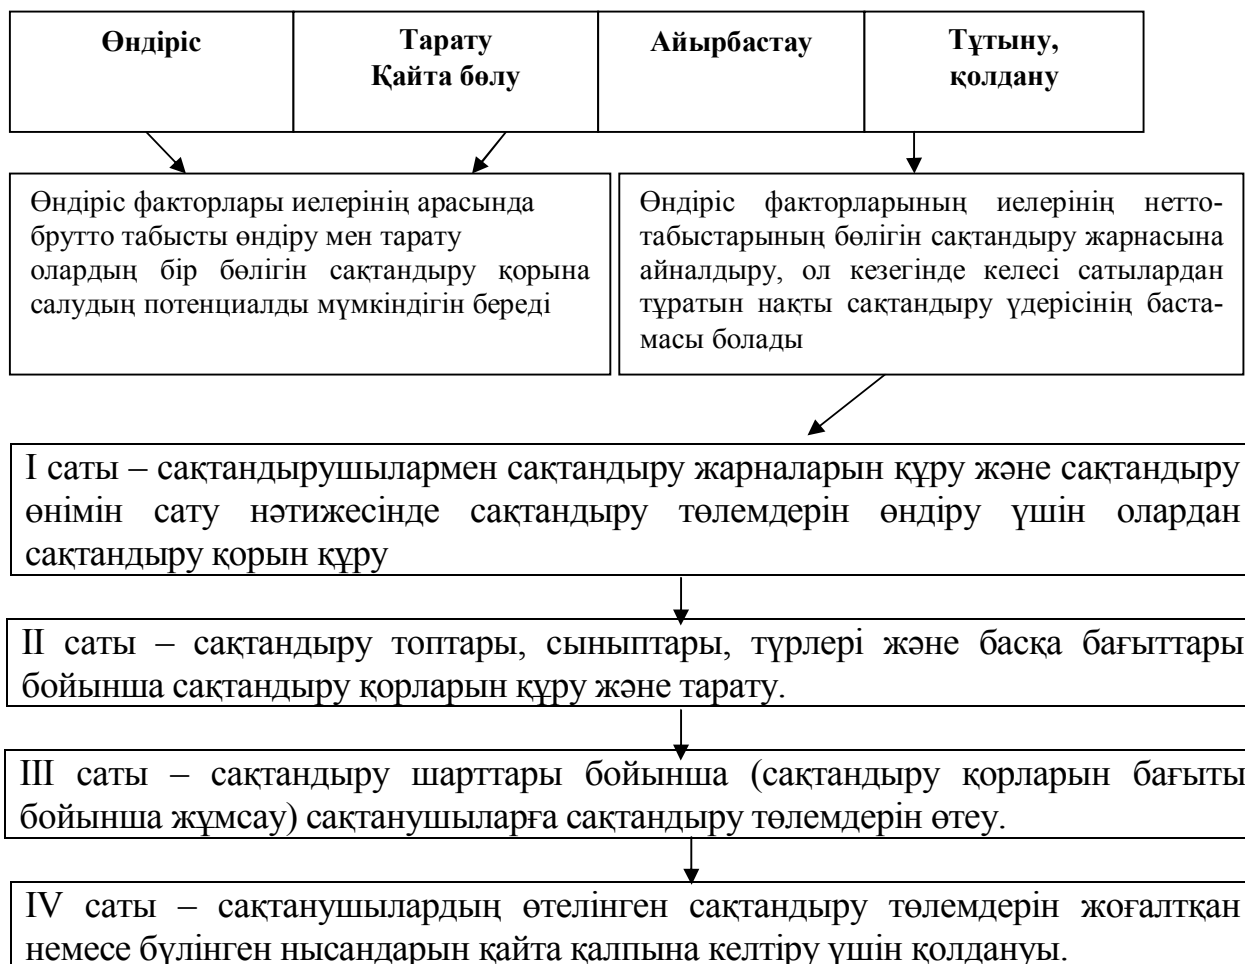 Өндіріс
Тарату
Қайта бөлу
Айырбастау
Тұтыну,
қолдану
Өндіріс факторлары иелерінің арасында
брутто табысты өндіру мен тарату
олардың бір бөлігін сақтандыру қорына
салудың потенциалды мүмкіндігін береді
Өндіріс факторларының иелерінің нетто-
табыстарының бөлігін сақтандыру жарнасына
айналдыру, ол кезегінде келесі сатылардан
тұратын нақты сақтандыру үдерісінің баста-
масы болады
I саты – сақтандырушылармен сақтандыру жарналарын құру және сақтандыру
өнімін сату нәтижесінде сақтандыру төлемдерін өндіру үшін олардан
сақтандыру қорын құру
II саты – сақтандыру топтары, сыныптары, түрлері және басқа бағыттары
бойынша сақтандыру қорларын құру және тарату.
III саты – сақтандыру шарттары бойынша (сақтандыру қорларын бағыты
бойынша жұмсау) сақтанушыларға сақтандыру төлемдерін өтеу.
IV саты – сақтанушылардың өтелінген сақтандыру төлемдерін жоғалтқан
немесе бүлінген нысандарын қайта қалпына келтіру үшін қолдануы.